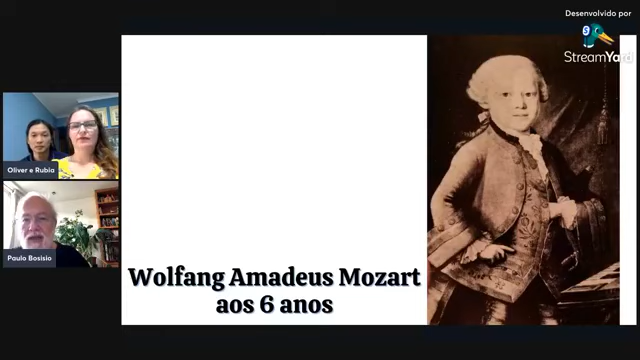 Desenvolvido por
StreamYard
Oliver e Rubia
Paulo Bosisio
Wolfang Amadeus Mozart
aos 6 anos